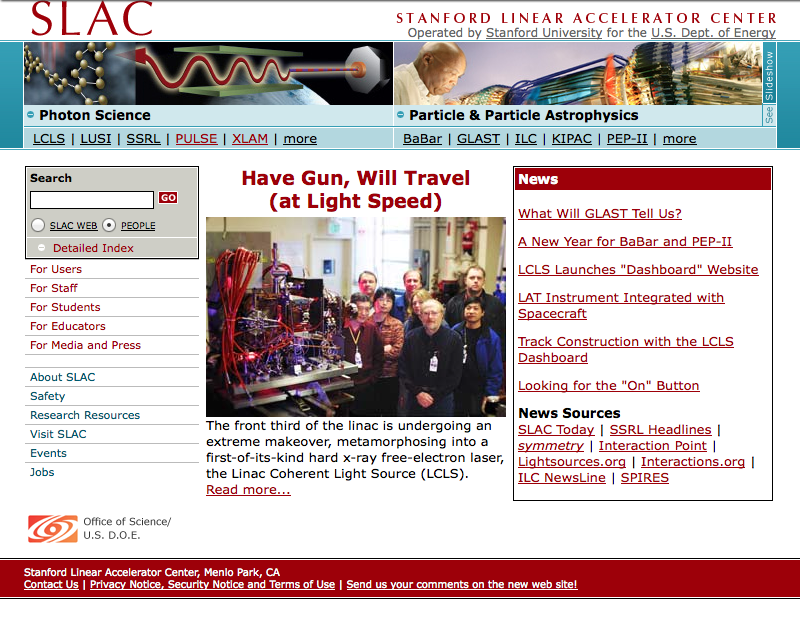 SLAC
STANFORD LINEAR ACCELERATOR CENTER
Operated by Stanford University for the U.S. Dept. of Energy
See Slideshow
Photon Science
LCLS | LUSI | SSRL | PULSE | XLAM | more
Particle & Particle Astrophysics
BaBar | GLAST | ILC | KIPAC | PEP-II | more
Search
GO
SLAC WEB PEOPLE
Detailed Index
For Users
For Staff
For Students
For Educators
For Media and Press
About SLAC
Safety
Research Resources
Visit SLAC
Events
Jobs
Office of Science/
U.S. D.O.E.
Have Gun, Will Travel
(at Light Speed)
The front third of the linac is undergoing an
extreme makeover, metamorphosing into a
first-of-its-kind hard x-ray free-electron laser,
the Linac Coherent Light Source (LCLS).
Read more...
News
What Will GLAST Tell Us?
A New Year for BaBar and PEP-II
LCLS Launches "Dashboard" Website
LAT Instrument Integrated with
Spacecraft
Track Construction with the LCLS
Dashboard
Looking for the "On" Button
News Sources
SLAC Today | SSRL Headlines |
symmetry | Interaction Point |
Lightsources.org | Interactions.org |
ILC NewsLine | SPIRES
Stanford Linear Accelerator Center, Menlo Park, CA
Contact Us | Privacy Notice, Security Notice and Terms of Use | Send us your comments on the new web site!